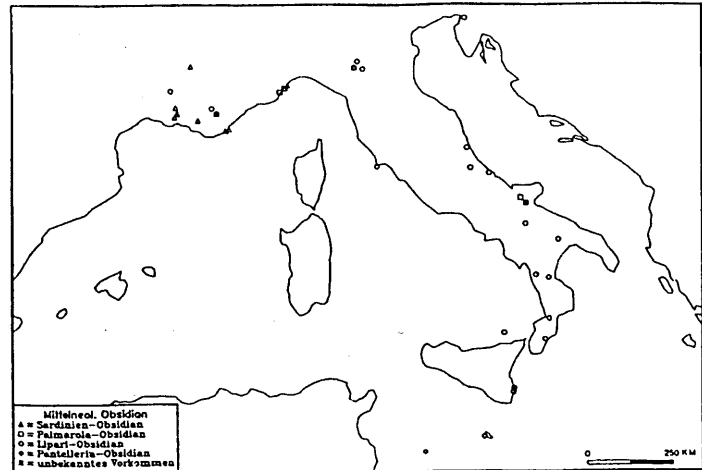 Mittelneol. Obsidian
▲ = Sardinien-Obsidian
□ = Palmarola-Obsidian
○ = Lipari-Obsidian
● = Pantelleria-Obsidian
■ = unbekanntes Vorkommen
0 250 KM